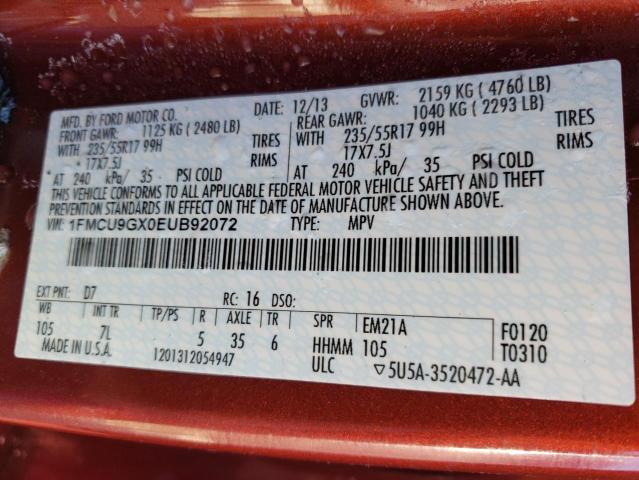 MFD. BY FORD MOTOR CO.
DATE: 12/13 GVWR: 2159 KG ( 4760 LB)
FRONT GAWR: 1125 KG ( 2480 LB) REAR GAWR: 1040 KG ( 2293 LB)
WITH 235/55R17 99H TIRES WITH 235/55R17 99H TIRES
* 17X7.5J RIMS 17X7.5J RIMS
AT 240 kPa/ 35 PSI COLD AT 240 kPa/ 35 PSI COLD
THIS VEHICLE CONFORMS TO ALL APPLICABLE FEDERAL MOTOR VEHICLE SAFETY AND THEFT
PREVENTION STANDARDS IN EFFECT ON THE DATE OF MANUFACTURE SHOWN ABOVE.
VIN: 1FMCU9GX0EUB92072 TYPE: MPV
EXT PNT: D7 RC: 16 DSO:
WB INT TR TP/PS R AXLE TR SPR EM21A F0120
105 7L 5 35 6 HHMM 105 T0310
MADE IN U.S.A. 1201312054947 ULC ▽5U5A-3520472-AA